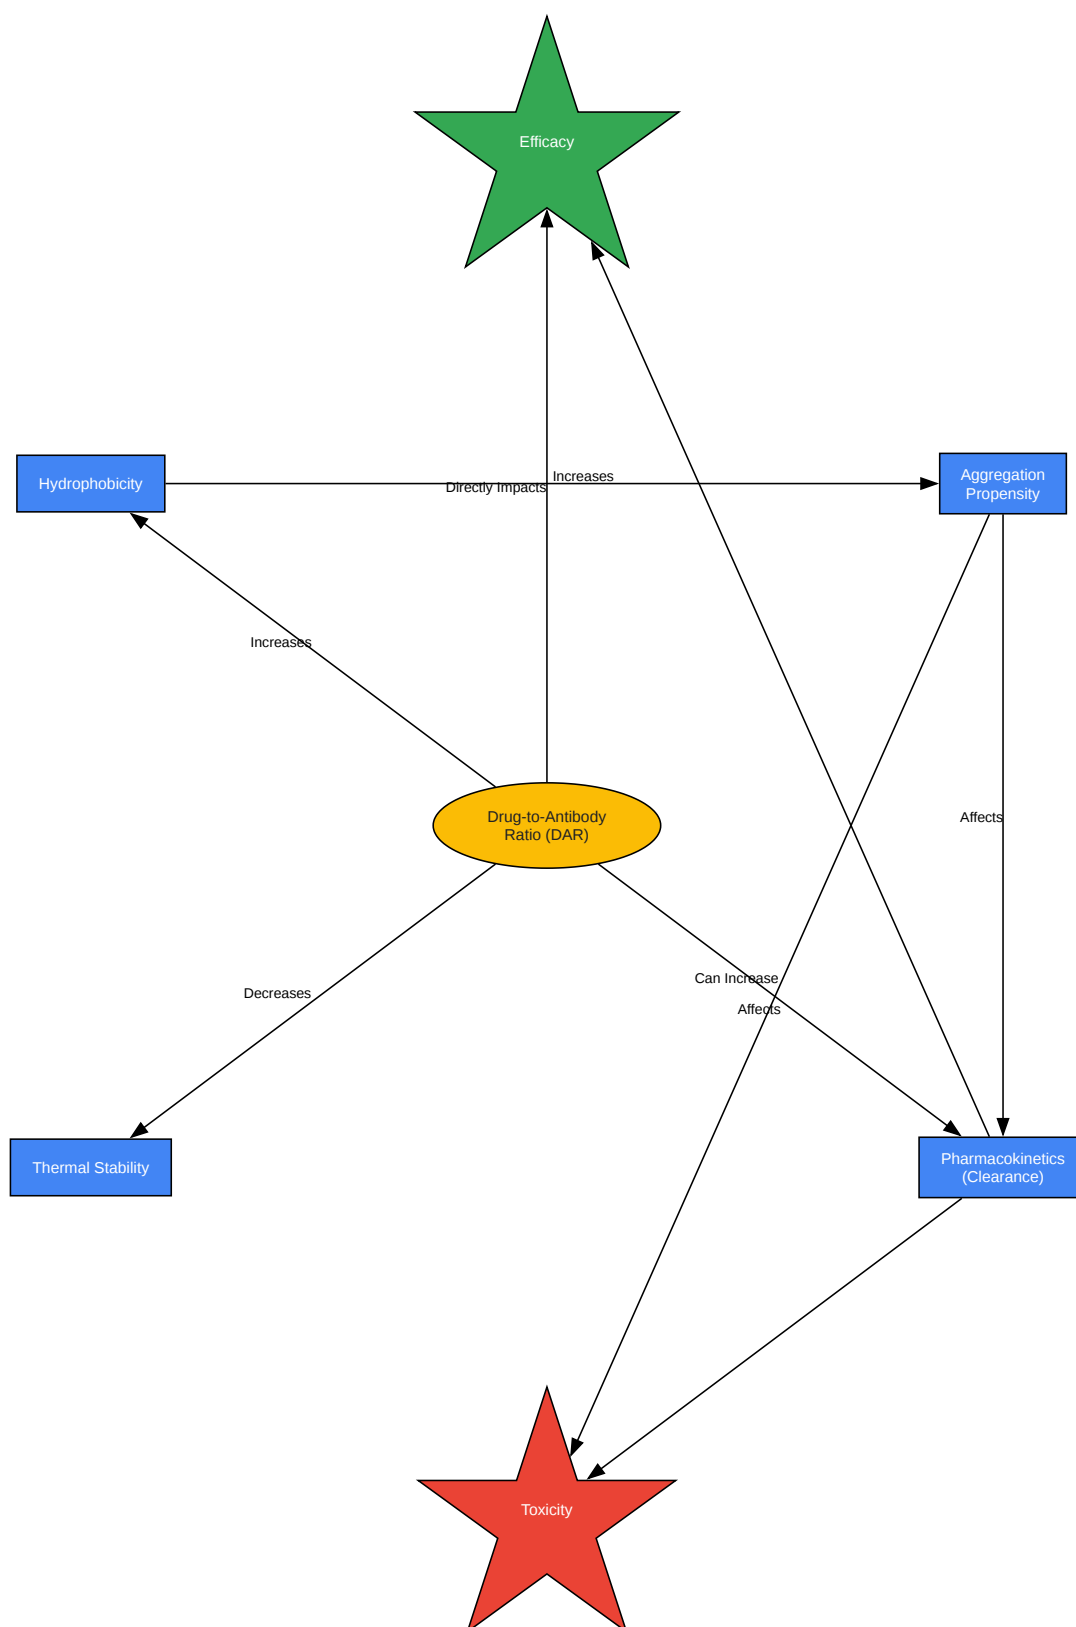 Efficacy
Hydrophobicity
Increases
Directly Impacts
Aggregation
Propensity
Increases
Drug-to-Antibody
Ratio (DAR)
Affects
Can Increase
Decreases
Affects
Thermal Stability
Pharmacokinetics
(Clearance)
Toxicity